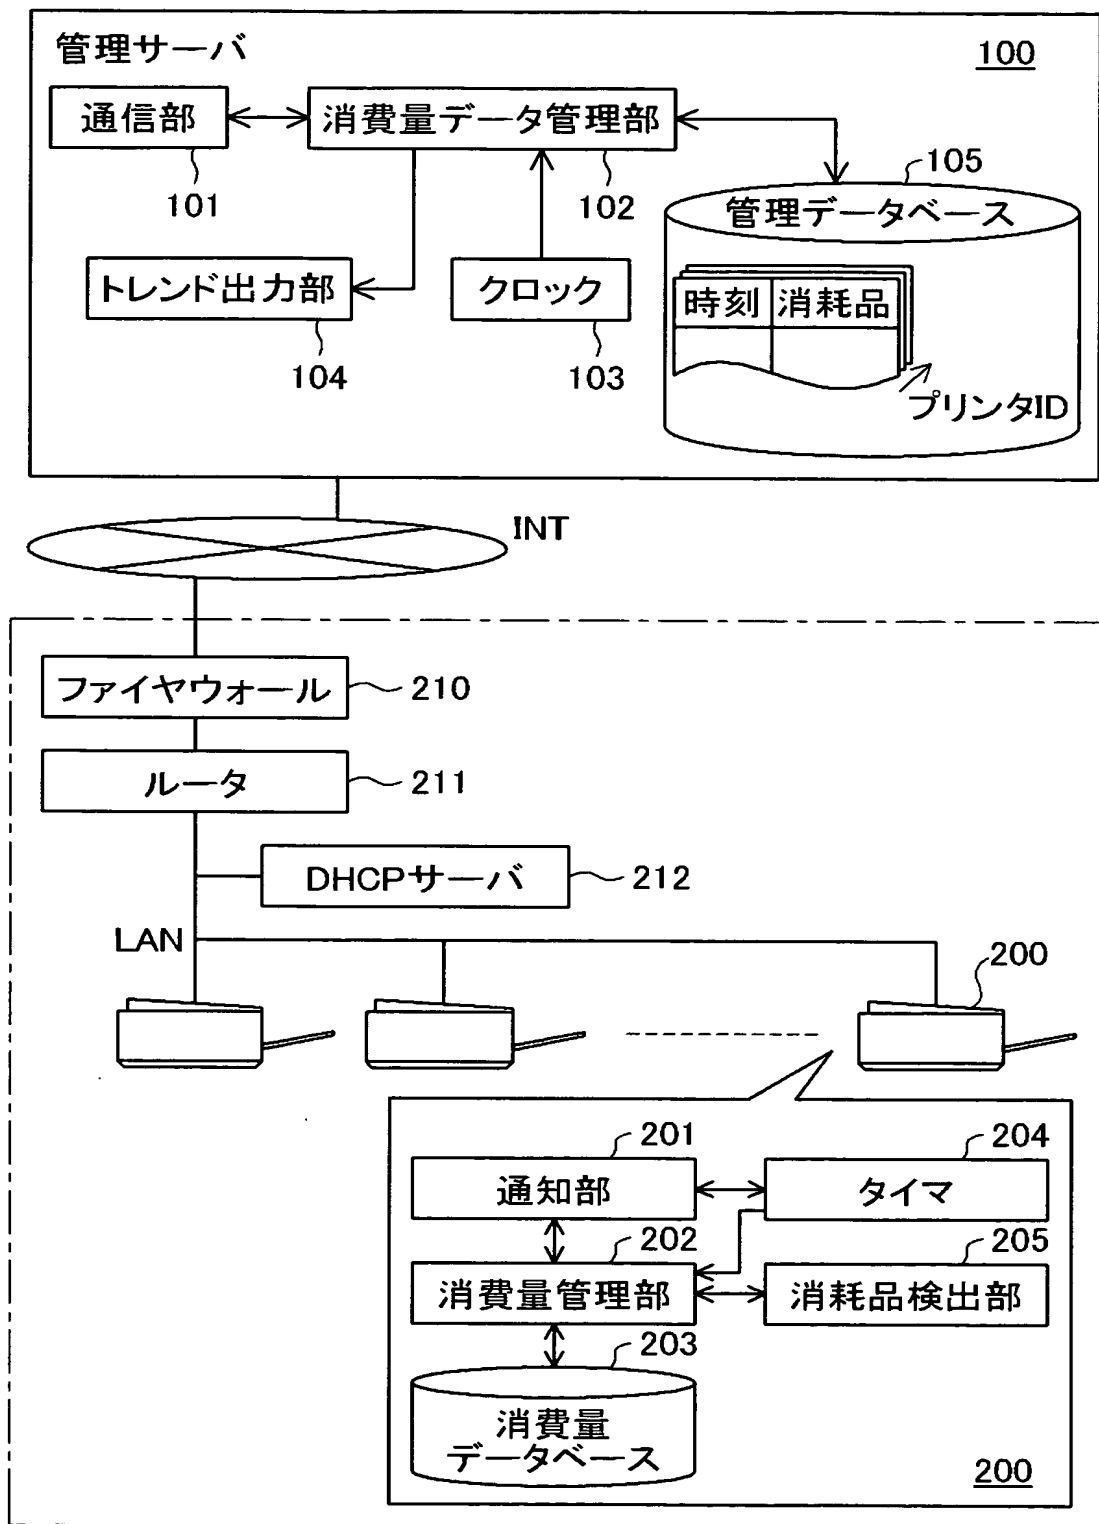 管理サーバ
100
通信部
消費量データ管理部
101
102
105
管理データベース
トレンド出力部
クロック
104
103
時刻
消耗品
プリンタID
INT
ファイヤウォール
210
ルータ
211
DHCPサーバ
212
LAN
200
201
204
通知部
タイマ
202
205
消費量管理部
消耗品検出部
203
消費量
データベース
200